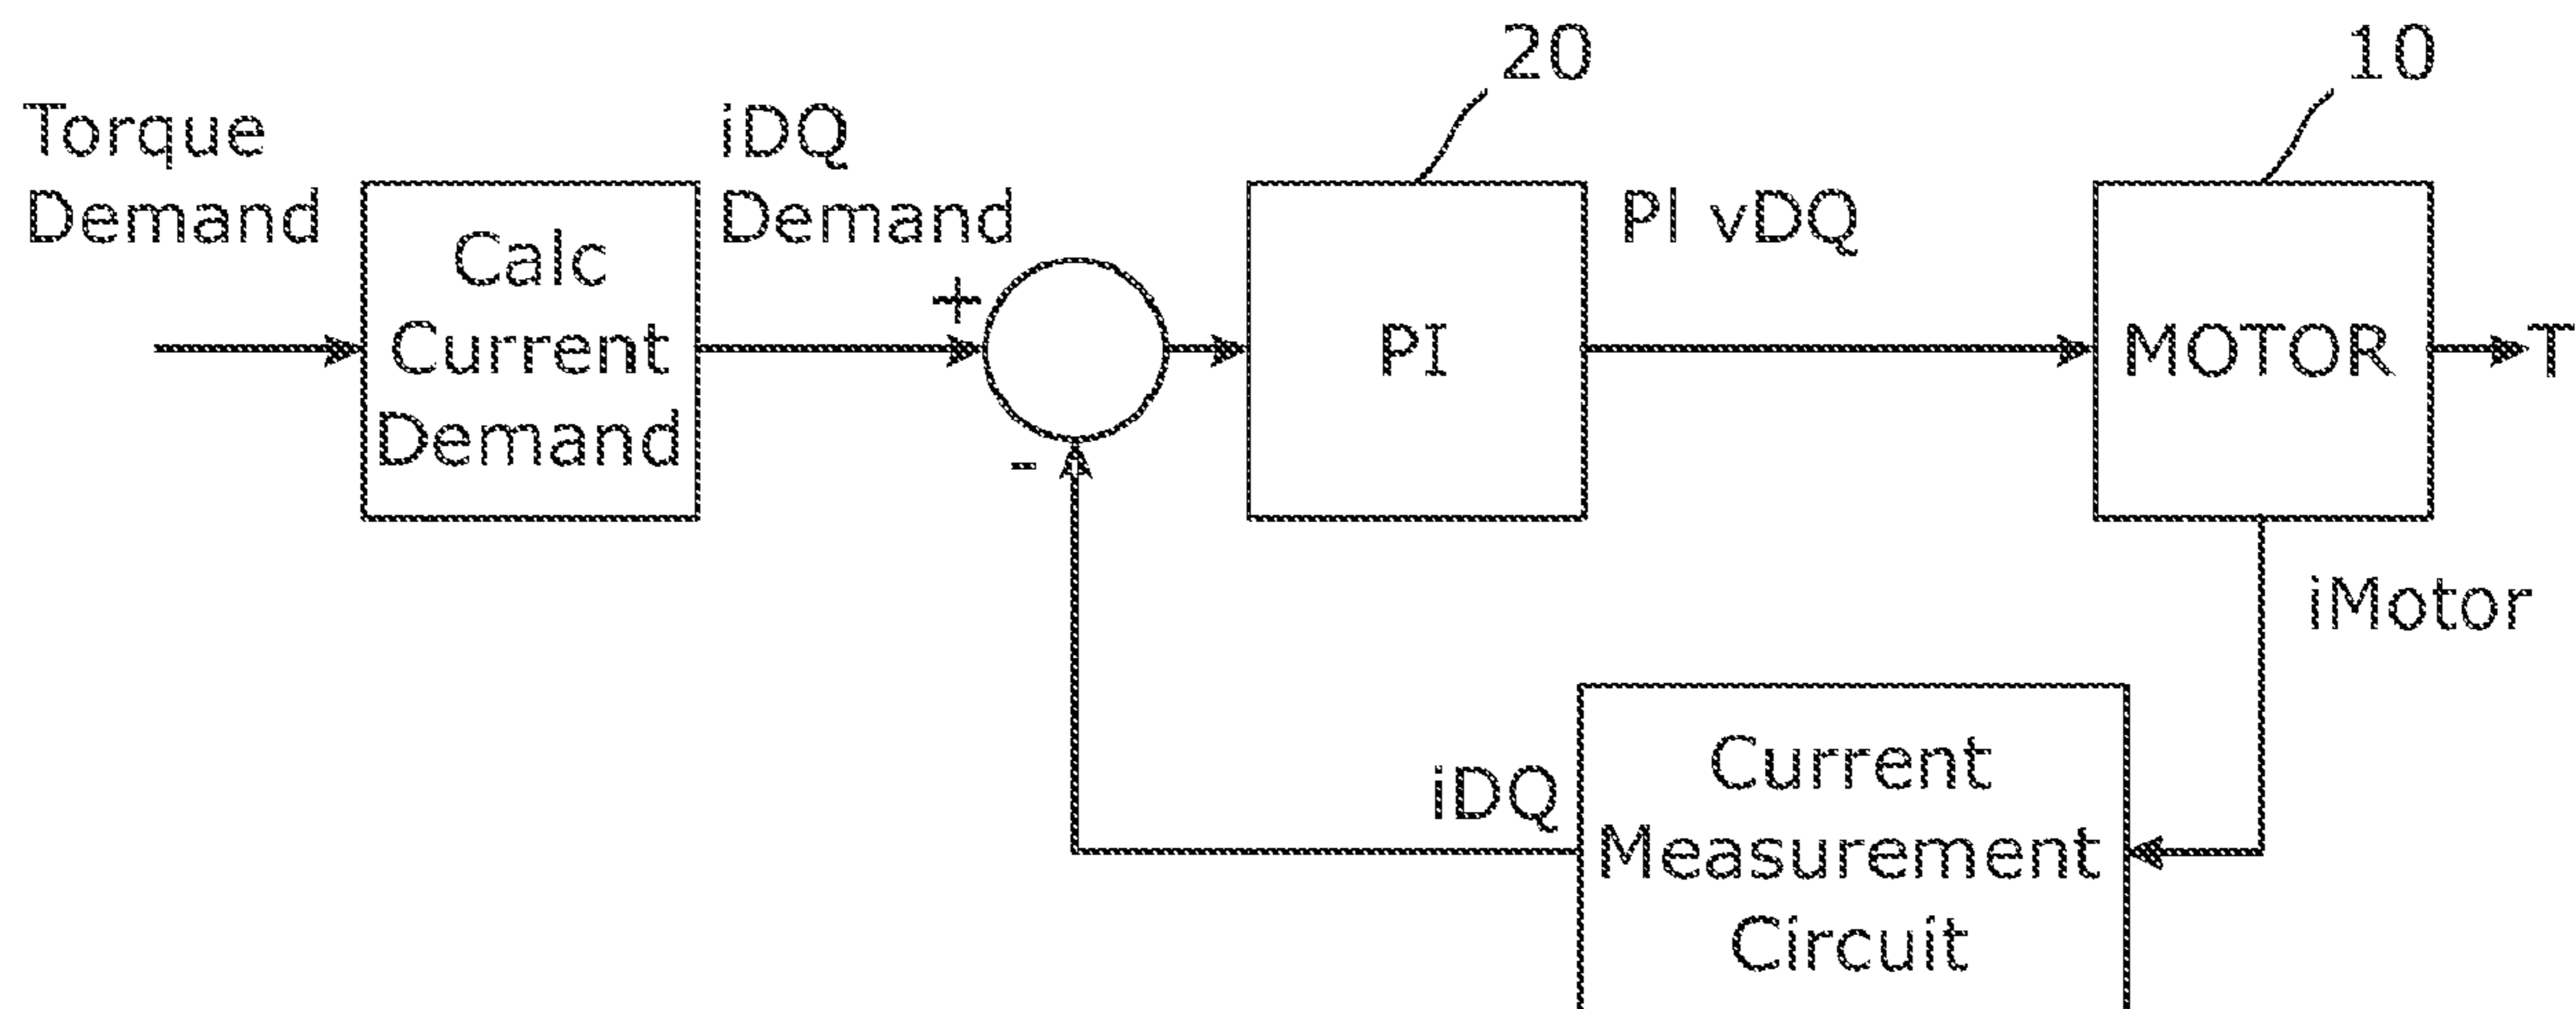 20
10
Torque
Demand
iDQ
Demand
Calc
Current
Demand
+
-
PI
PI vDQ
MOTOR
T
iMotor
iDQ
Current
Measurement
Circuit